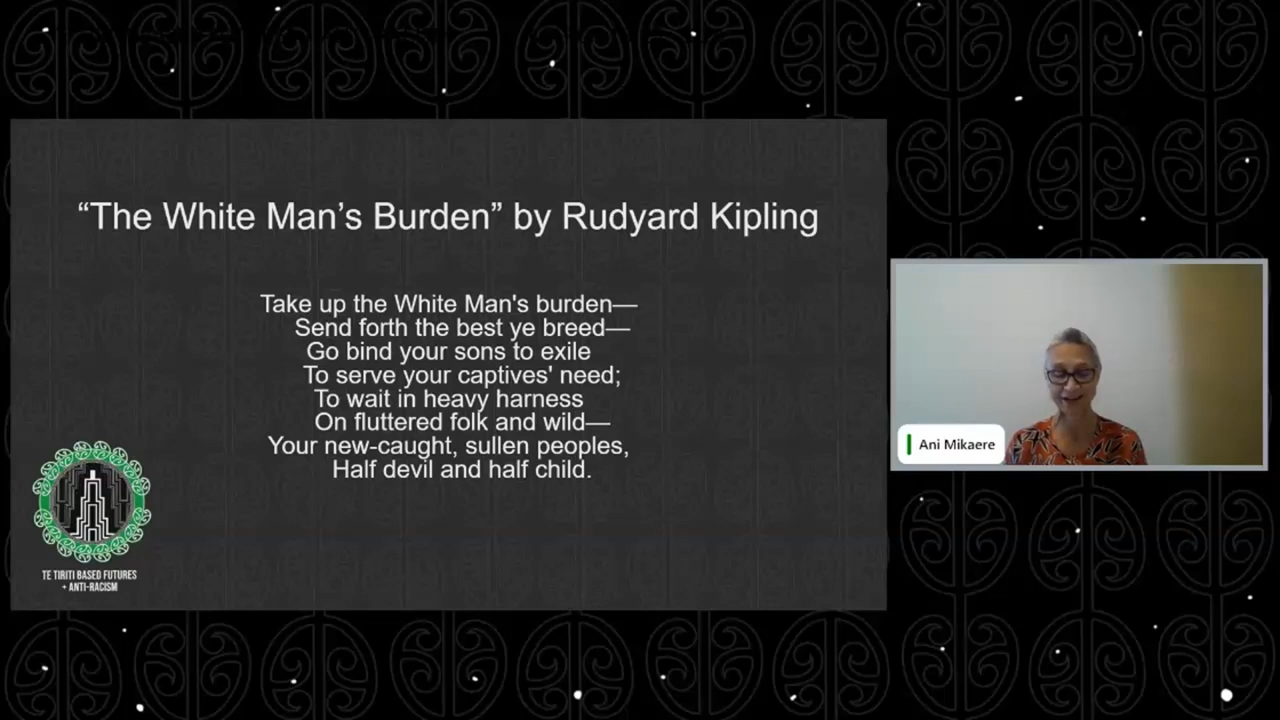 “The White Man’s Burden” by Rudyard Kipling
Take up the White Man's burden—
Send forth the best ye breed—
Go bind your sons to exile
To serve your captives' need;
To wait in heavy harness
On fluttered folk and wild—
Your new-caught, sullen peoples,
Half devil and half child.
TE TIRITI BASED FUTURES
+ ANTI-RACISM
Ani Mikaere